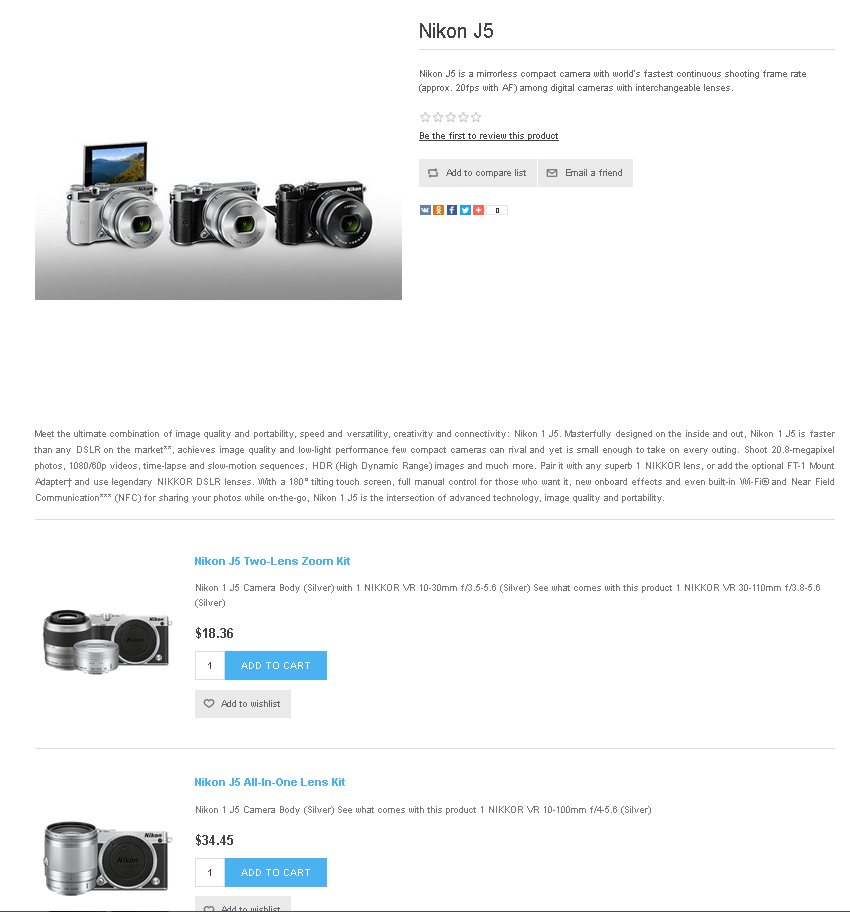 Nikon J5
Nikon J5 is a mirrorless compact camera with world's fastest continuous shooting frame rate
(approx. 20fps with AF) among digital cameras with interchangeable lenses.
Be the first to review this product
Add to compare list
Email a friend
0
Nikon
Nikon
Nikon
Meet the ultimate combination of image quality and portability, speed and versatility, creativity and connectivity: Nikon 1 J5. Masterfully designed on the inside and out, Nikon 1 J5 is faster
than any DSLR on the market**, achieves image quality and low-light performance few compact cameras can rival and yet is small enough to take on every outing. Shoot 20.8-megapixel
photos, 1080/60p videos, time-lapse and slow-motion sequences, HDR (High Dynamic Range) images and much more. Pair it with any superb 1 NIKKOR lens, or add the optional FT-1 Mount
Adapter† and use legendary NIKKOR DSLR lenses. With a 180° tilting touch screen, full manual control for those who want it, new onboard effects and even built-in Wi-Fi® and Near Field
Communication*** (NFC) for sharing your photos while on-the-go, Nikon 1 J5 is the intersection of advanced technology, image quality and portability.
Nikon J5 Two-Lens Zoom Kit
Nikon 1 J5 Camera Body (Silver) with 1 NIKKOR VR 10-30mm f/3.5-5.6 (Silver) See what comes with this product 1 NIKKOR VR 30-110mm f/3.8-5.6
(Silver)
$18.36
1 ADD TO CART
Add to wishlist
Nikon
Nikon J5 All-In-One Lens Kit
Nikon 1 J5 Camera Body (Silver) See what comes with this product 1 NIKKOR VR 10-100mm f/4-5.6 (Silver)
$34.45
1 ADD TO CART
Add to wishlist
Nikon
Nikon